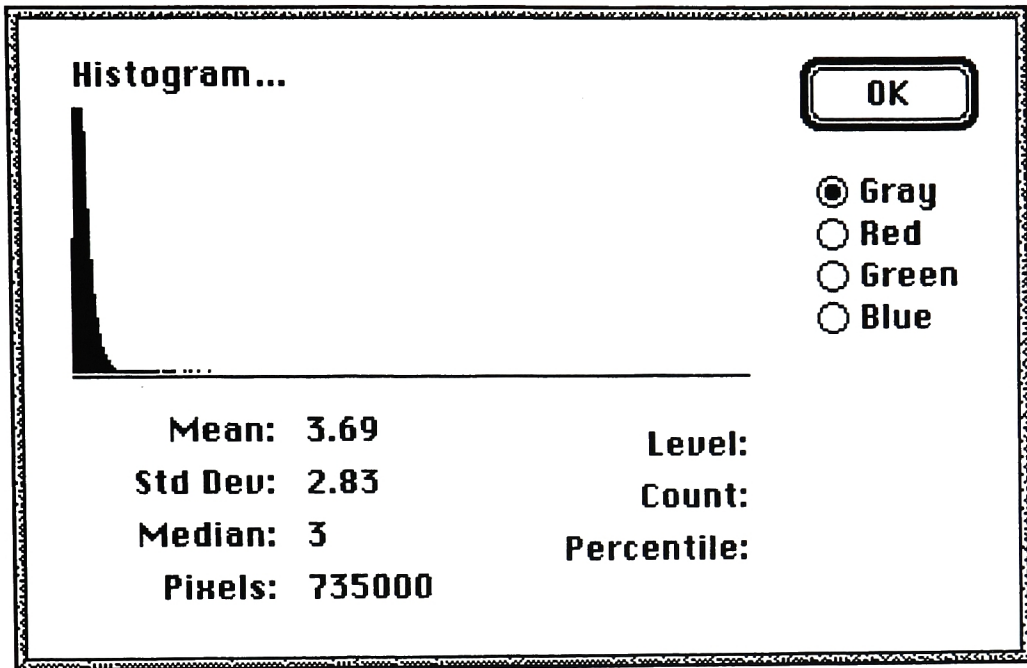 Histogram...
OK
Gray
Red
Green
Blue
Mean: 3.69
Std Dev: 2.83
Median: 3
Pixels: 735000
Level:
Count:
Percentile: